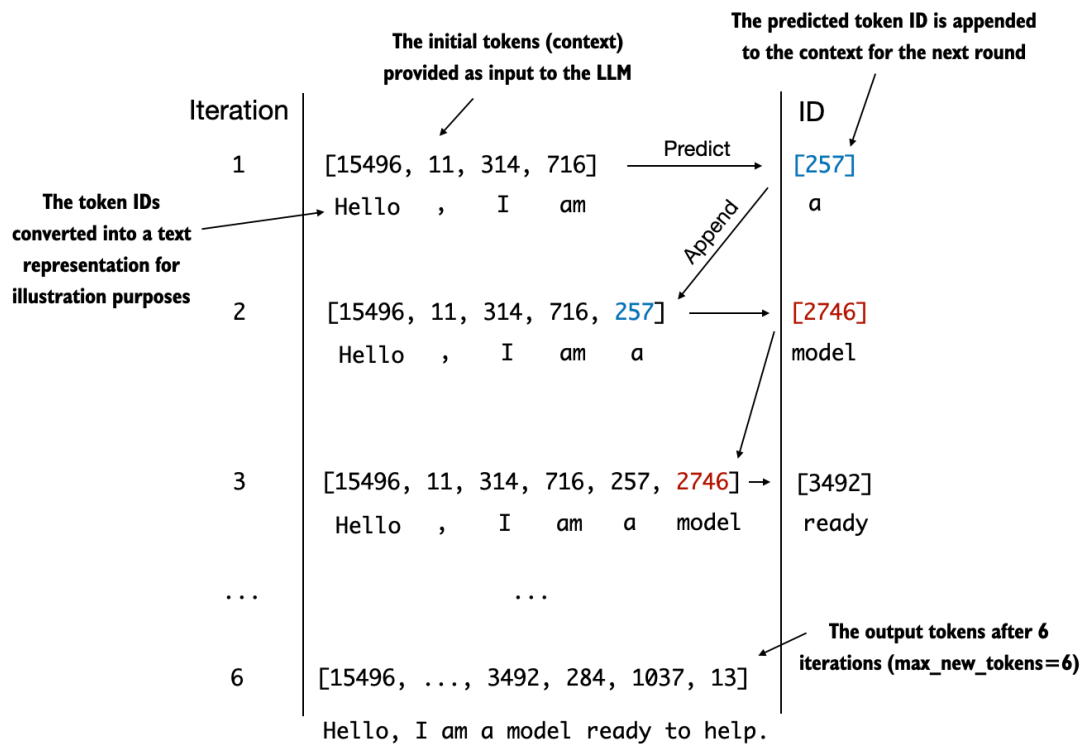 The initial tokens (context)
provided as input to the LLM
The predicted token ID is appended
to the context for the next round
Iteration
ID
1
[15496, 11, 314, 716]
Predict
[257]
Hello , I am
a
The token IDs
converted into a text
representation for
illustration purposes
Append
2
[15496, 11, 314, 716, 257]
[2746]
Hello , I am a
model
3
[15496, 11, 314, 716, 257, 2746]
[3492]
Hello , I am a model
ready
...
...
The output tokens after 6
iterations (max_new_tokens=6)
6
[15496, ..., 3492, 284, 1037, 13]
Hello, I am a model ready to help.